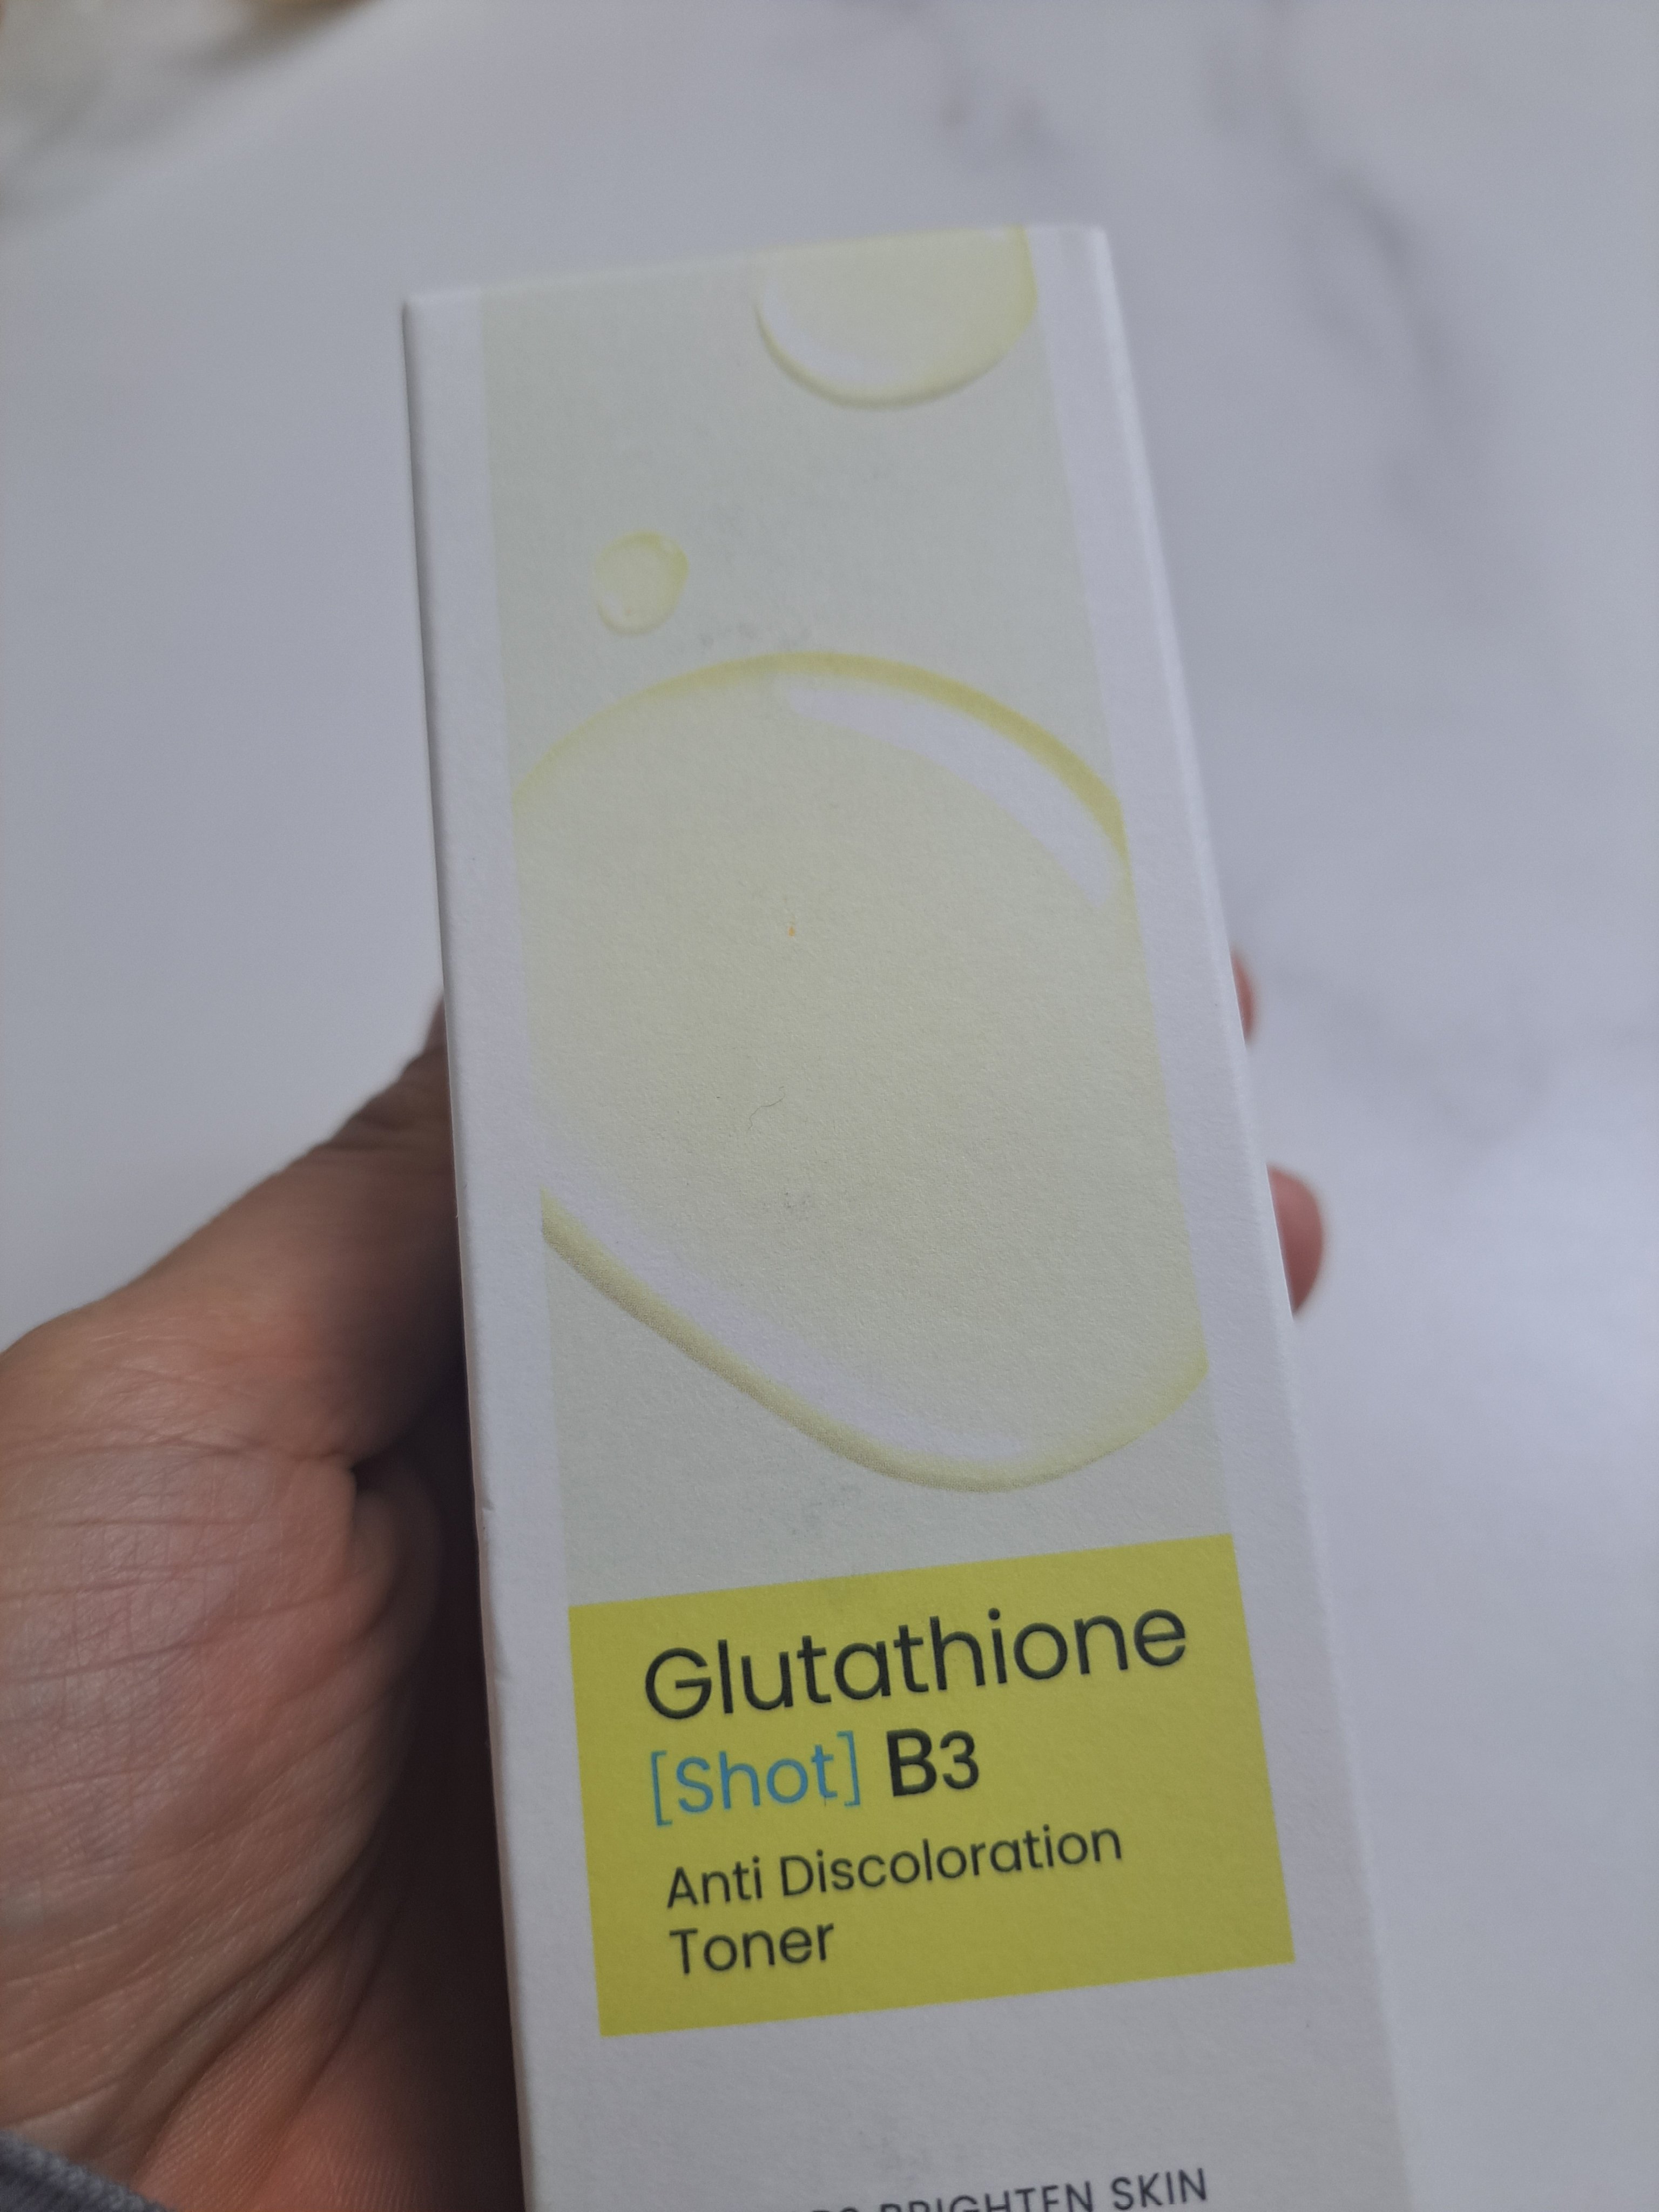 Glutathione
[Shot] B3
Anti Discoloration
Toner
BRIGHTEN SKIN